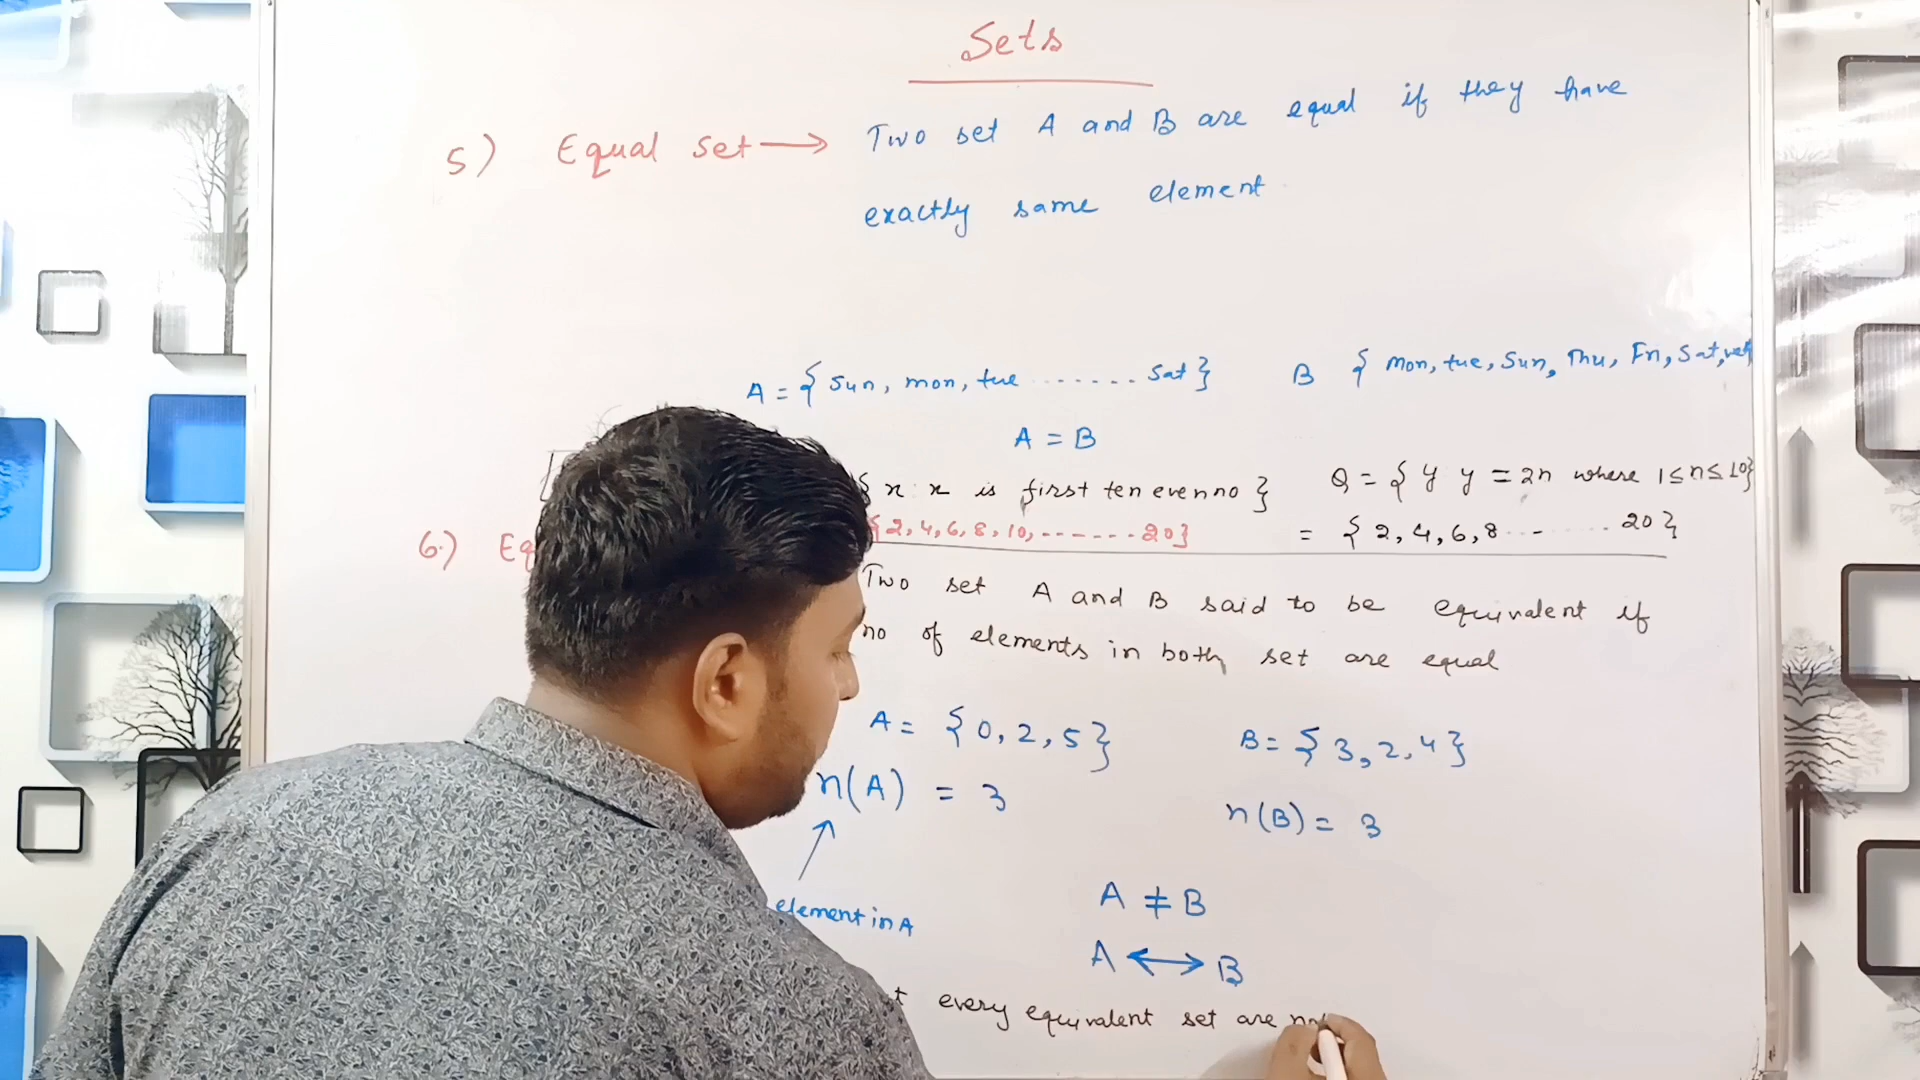 Sets
5) Equal set → Two set A and B are equal if they have
exactly same element
A = { Sun, mon, tue ....... Sat } B { Mon, tue, Sun, Thu, Fri, Sat,
A = B
{ x x is first ten even no } Q = { y y = 2n where 1 ≤ n ≤ 10}
{ 2, 4, 6, 8, 10, ------- 20 } = { 2, 4, 6, 8 ........ 20 }
6.) Two set A and B said to be equivalent if
no of elements in both set are equal
A = { 0, 2, 5 } B = { 3, 2, 4 }
n(A) = 3 n(B) = 3
element in A
A ≠ B
A ↔ B
every equivalent set are